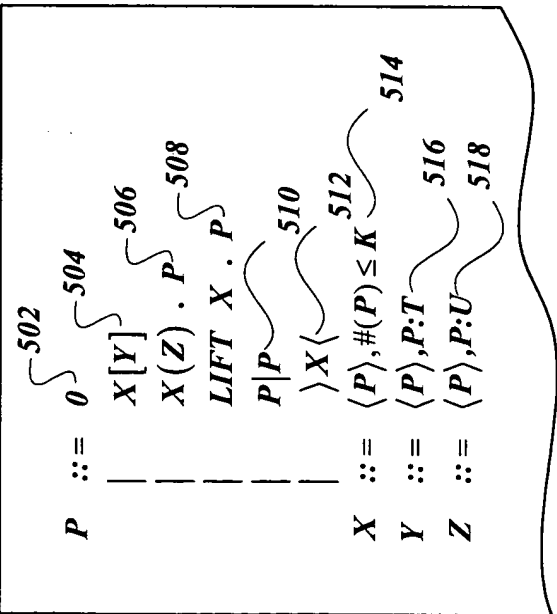 P ::= 0 502
| X[Y] 504
| X(Z) . P 506
| LIFT X . P 508
| P|P 510
| ⟩X⟨ 512
X ::= ⟨P⟩,#(P) ≤ K 514
Y ::= ⟨P⟩,P:T 516
Z ::= ⟨P⟩,P:U 518